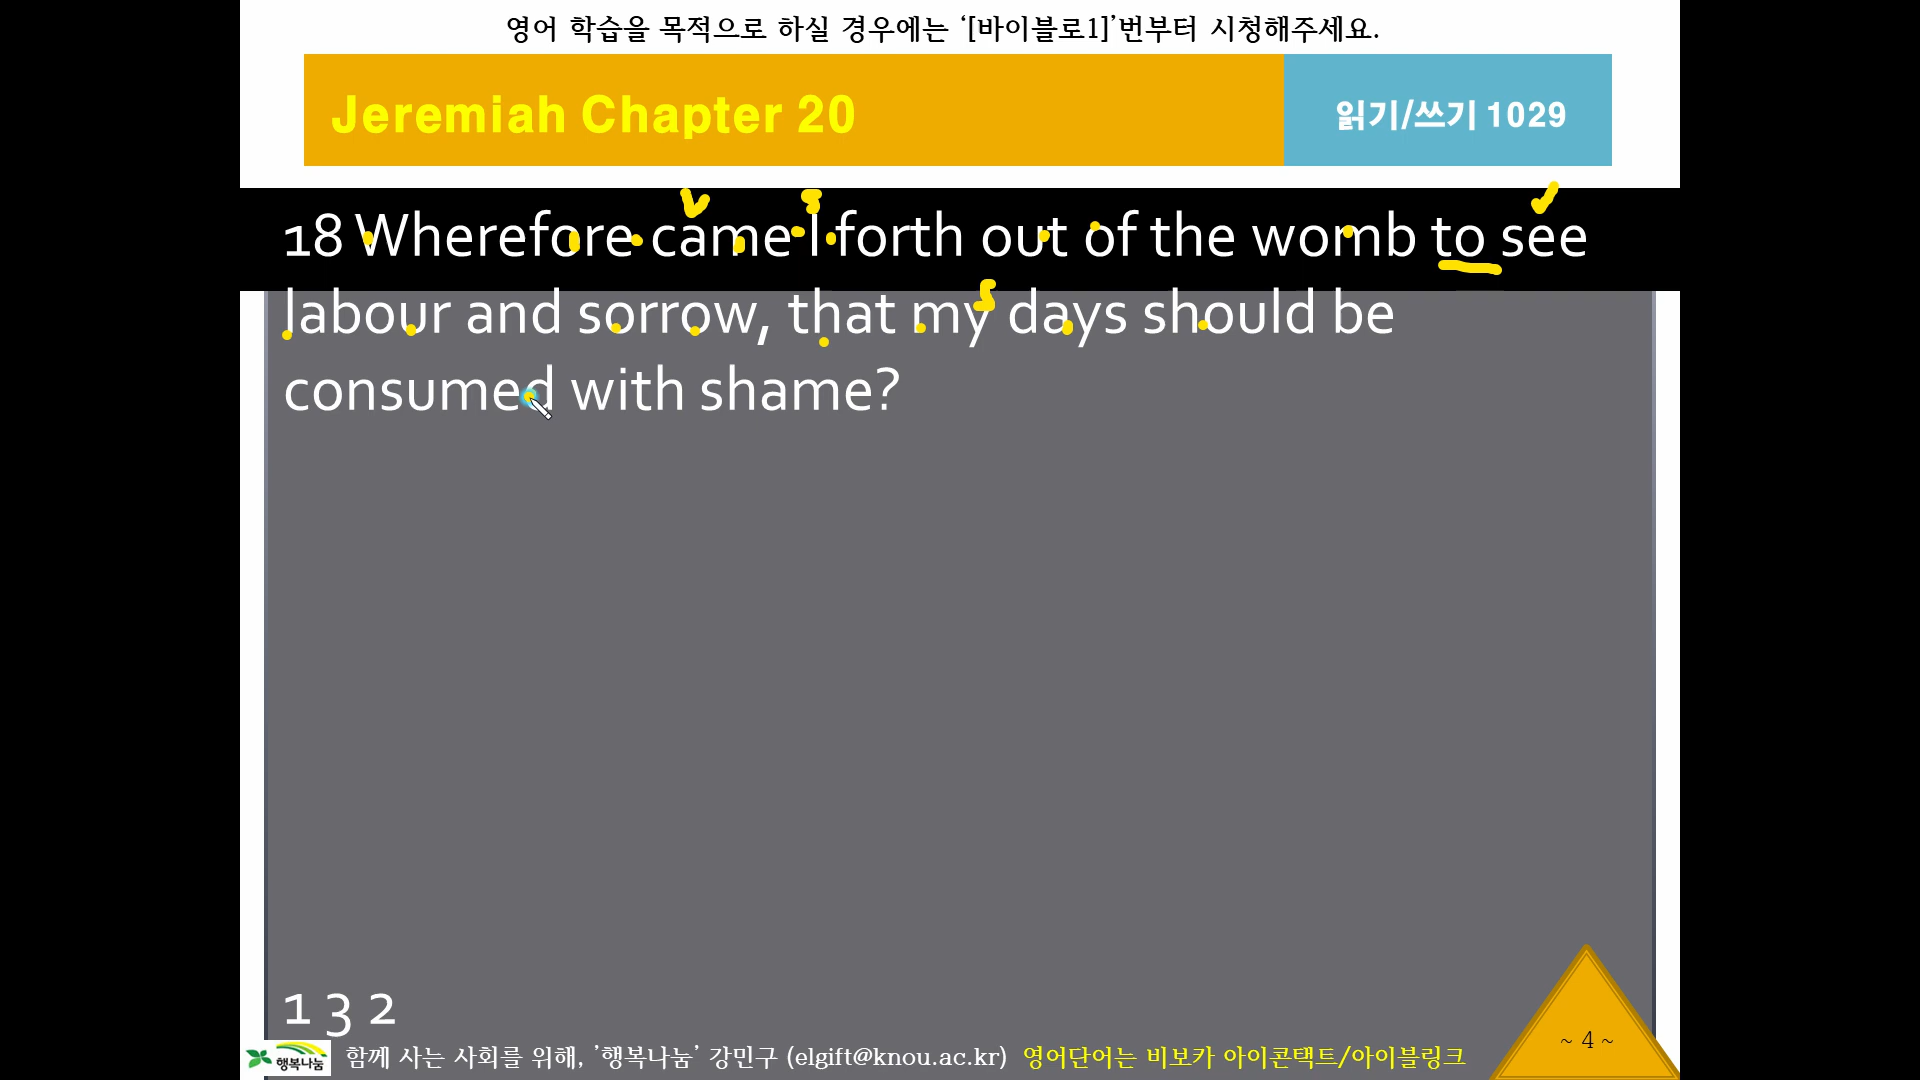 영어 학습을 목적으로 하실 경우에는 ‘[바이블로1]’번부터 시청해주세요.
Jeremiah Chapter 20
읽기/쓰기 1029
18 Wherefore came I forth out of the womb to see
labour and sorrow, that my days should be
consumed with shame?
1 3 2
행복나눔 함께 사는 사회를 위해, ’행복나눔’ 강민구 (elgift@knou.ac.kr) 영어단어는 비보카 아이콘택트/아이블링크
~ 4 ~